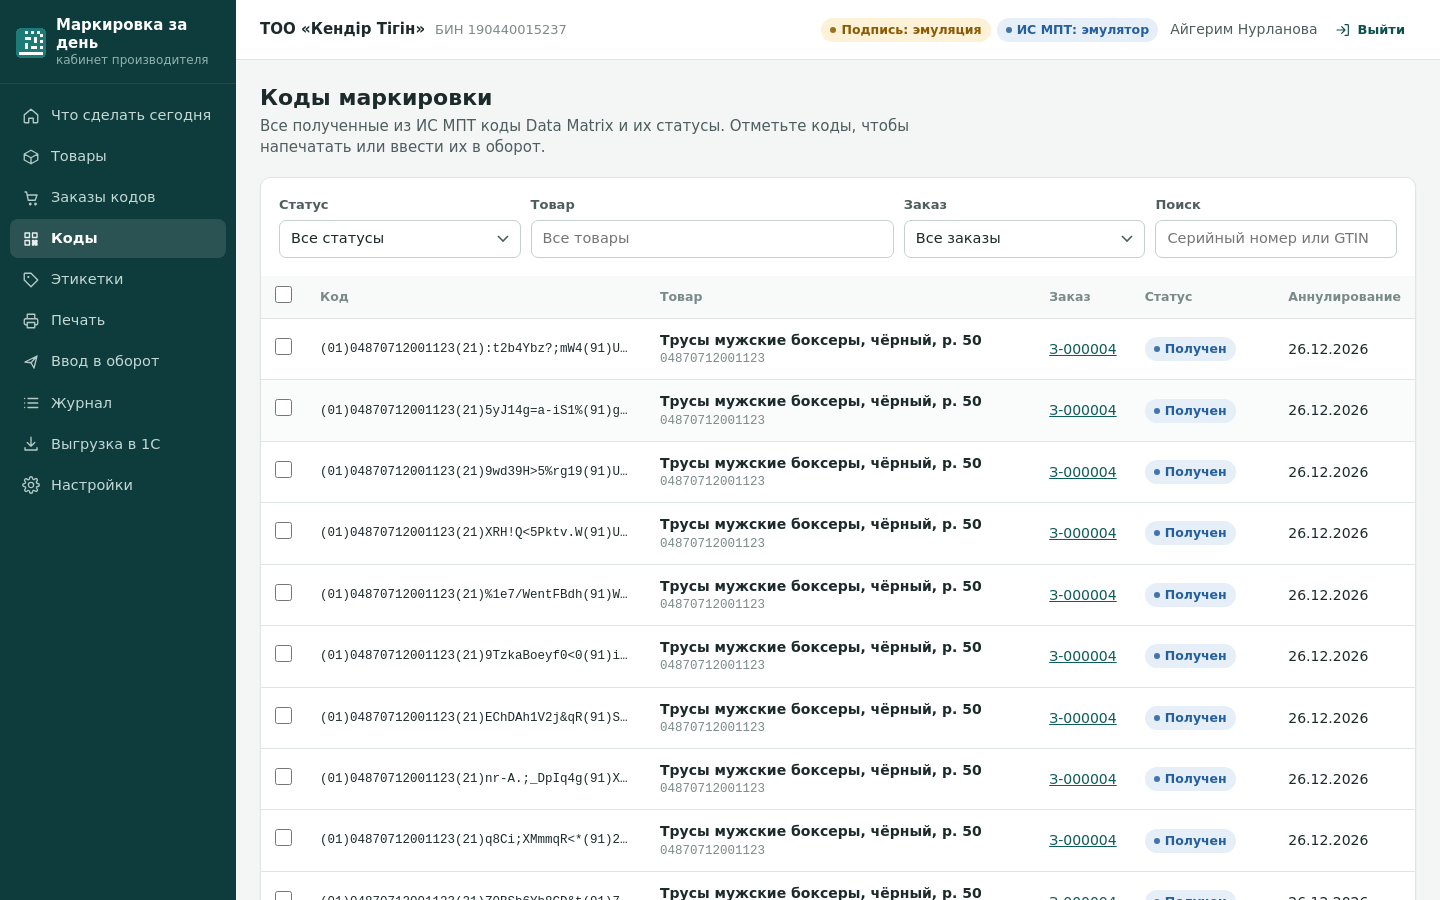 Маркировка за день
кабинет производителя
Что сделать сегодня
Товары
Заказы кодов
Коды
Этикетки
Печать
Ввод в оборот
Журнал
Выгрузка в 1С
Настройки
ТОО «Кендір Тігін» БИН 190440015237
Подпись: эмуляция
ИС МПТ: эмулятор
Айгерим Нурланова
Выйти
Коды маркировки
Все полученные из ИС МПТ коды Data Matrix и их статусы. Отметьте коды, чтобы
напечатать или ввести их в оборот.
Статус Товар Заказ Поиск
Все статусы Все товары Все заказы Серийный номер или GTIN
Код Товар Заказ Статус Аннулирование
(01)04870712001123(21):t2b4Ybz?;mW4(91)U… Трусы мужские боксеры, чёрный, р. 50 З-000004 Получен 26.12.2026
04870712001123
(01)04870712001123(21)5yJ14g=a-iS1%(91)g… Трусы мужские боксеры, чёрный, р. 50 З-000004 Получен 26.12.2026
04870712001123
(01)04870712001123(21)9wd39H>5%rg19(91)U… Трусы мужские боксеры, чёрный, р. 50 З-000004 Получен 26.12.2026
04870712001123
(01)04870712001123(21)XRH!Q<5Pktv.W(91)U… Трусы мужские боксеры, чёрный, р. 50 З-000004 Получен 26.12.2026
04870712001123
(01)04870712001123(21)%1e7/WentFBdh(91)W… Трусы мужские боксеры, чёрный, р. 50 З-000004 Получен 26.12.2026
04870712001123
(01)04870712001123(21)9TzkaBoeyf0<0(91)i… Трусы мужские боксеры, чёрный, р. 50 З-000004 Получен 26.12.2026
04870712001123
(01)04870712001123(21)EChDAh1V2j&qR(91)S… Трусы мужские боксеры, чёрный, р. 50 З-000004 Получен 26.12.2026
04870712001123
(01)04870712001123(21)nr-A.;_DpIq4g(91)X… Трусы мужские боксеры, чёрный, р. 50 З-000004 Получен 26.12.2026
04870712001123
(01)04870712001123(21)q8Ci;XMmmqR<*(91)2… Трусы мужские боксеры, чёрный, р. 50 З-000004 Получен 26.12.2026
04870712001123
Трусы мужские боксеры, чёрный, р. 50